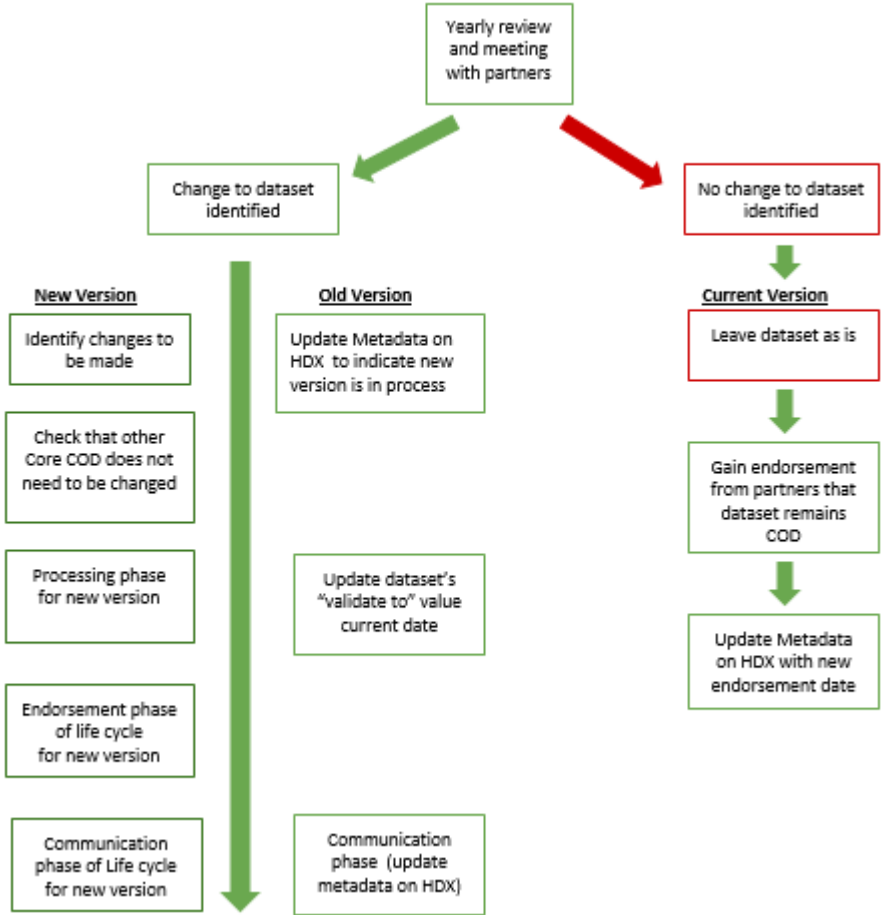 Yearly review
and meeting
with partners
Change to dataset
identified
No change to dataset
identified
New Version
Old Version
Current Version
Identify changes to
be made
Update Metadata on
HDX to indicate new
version is in process
Leave dataset as is
Check that other
Core COD does not
need to be changed
Gain endorsement
from partners that
dataset remains
COD
Processing phase
for new version
Update dataset's
“validate to” value
current date
Update Metadata
on HDX with new
endorsement date
Endorsement phase
of life cycle
for new version
Communication
phase of Life cycle
for new version
Communication
phase (update
metadata on HDX)